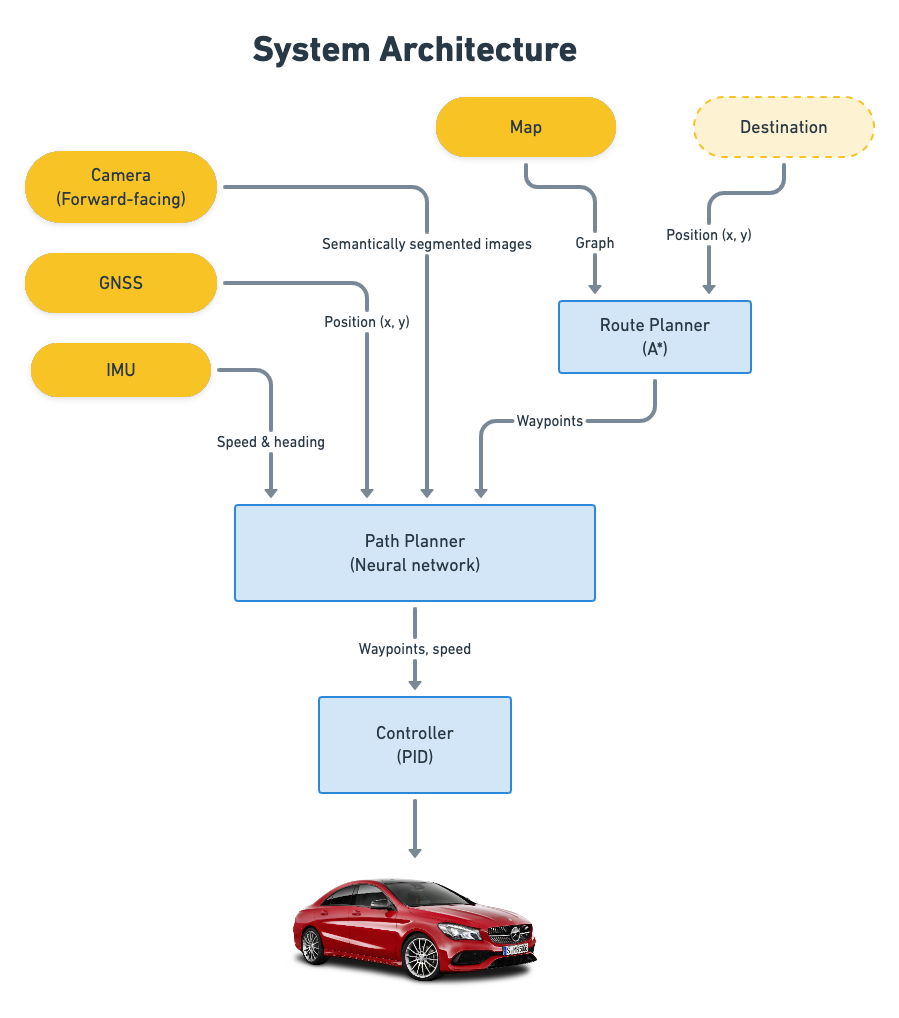 System Architecture
Map
Destination
Camera
(Forward-facing)
Semantically segmented images
Graph
Position (x, y)
GNSS
Position (x, y)
Route Planner
(A*)
IMU
Waypoints
Speed & heading
Path Planner
(Neural network)
Waypoints, speed
Controller
(PID)